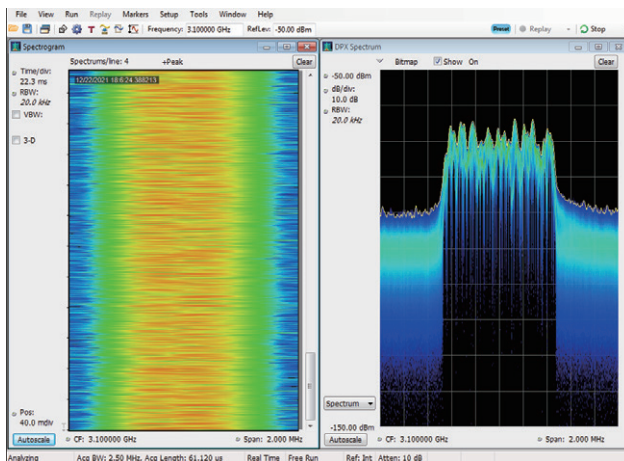 File View Run Replay Markers Setup Tools Window Help
Frequency: 3.100000 GHz RefLev: -50.00 dBm Preset Replay Stop
Spectrogram
Spectrums/line: 4 +Peak Clear
Time/div:
22.3 ms
RBW:
20.0 kHz
VBW:
3-D
Pos:
40.0 mdiv
Autoscale CF: 3.100000 GHz Span: 2.000 MHz
DPX Spectrum
Bitmap Show On Clear
-50.00 dBm
dB/div:
10.0 dB
RBW:
20.0 kHz
Spectrum
-150.00 dBm
Autoscale CF: 3.100000 GHz Span: 2.000 MHz
Analyzing Acq BW: 2.50 MHz, Acq Length: 61.120 us Real Time Free Run Ref: Int Atten: 10 dB